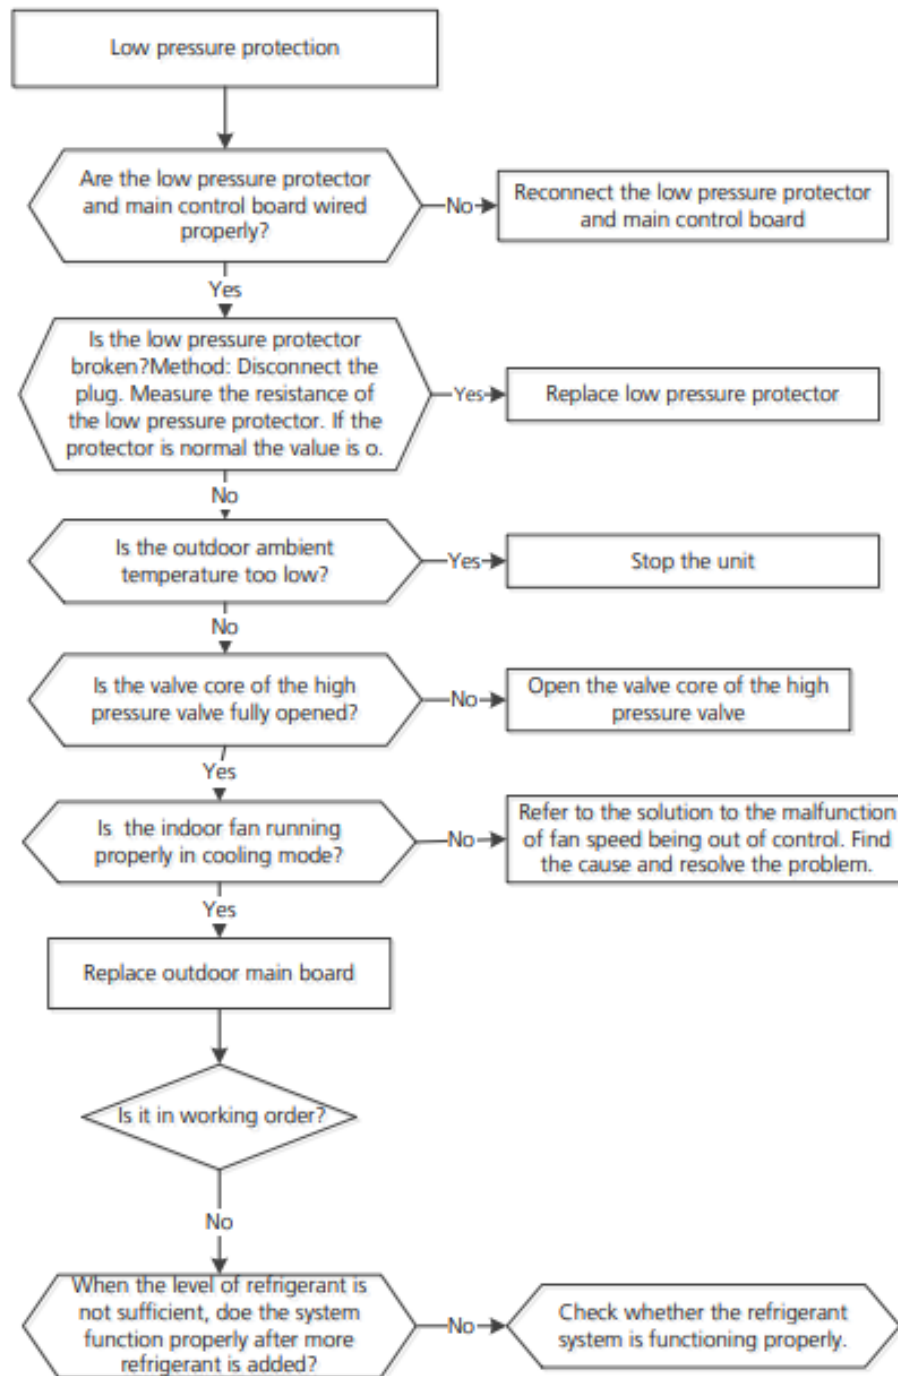 Low pressure protection
Are the low pressure protector
and main control board wired
properly?
No
Reconnect the low pressure protector
and main control board
Yes
Is the low pressure protector
broken?Method: Disconnect the
plug. Measure the resistance of
the low pressure protector. If the
protector is normal the value is o.
Yes
Replace low pressure protector
No
Is the outdoor ambient
temperature too low?
Yes
Stop the unit
No
Is the valve core of the high
pressure valve fully opened?
No
Open the valve core of the high
pressure valve
Yes
Is the indoor fan running
properly in cooling mode?
No
Refer to the solution to the malfunction
of fan speed being out of control. Find
the cause and resolve the problem.
Yes
Replace outdoor main board
Is it in working order?
No
When the level of refrigerant is
not sufficient, doe the system
function properly after more
refrigerant is added?
No
Check whether the refrigerant
system is functioning properly.